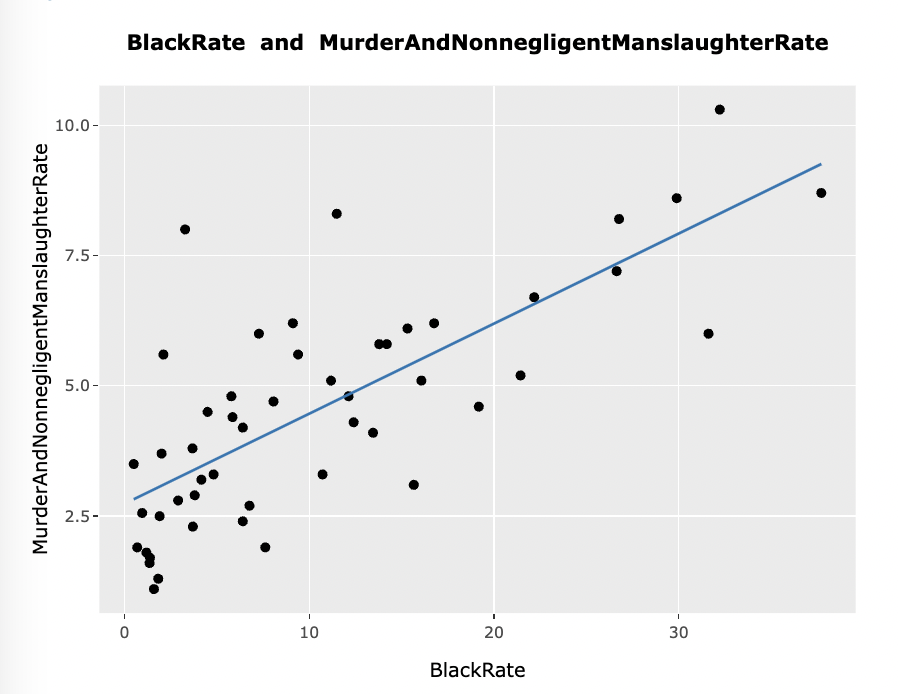 BlackRate and MurderAndNonnegligentManslaughterRate
MurderAndNonnegligentManslaughterRate
10.0
7.5
5.0
2.5
0 10 20 30
BlackRate